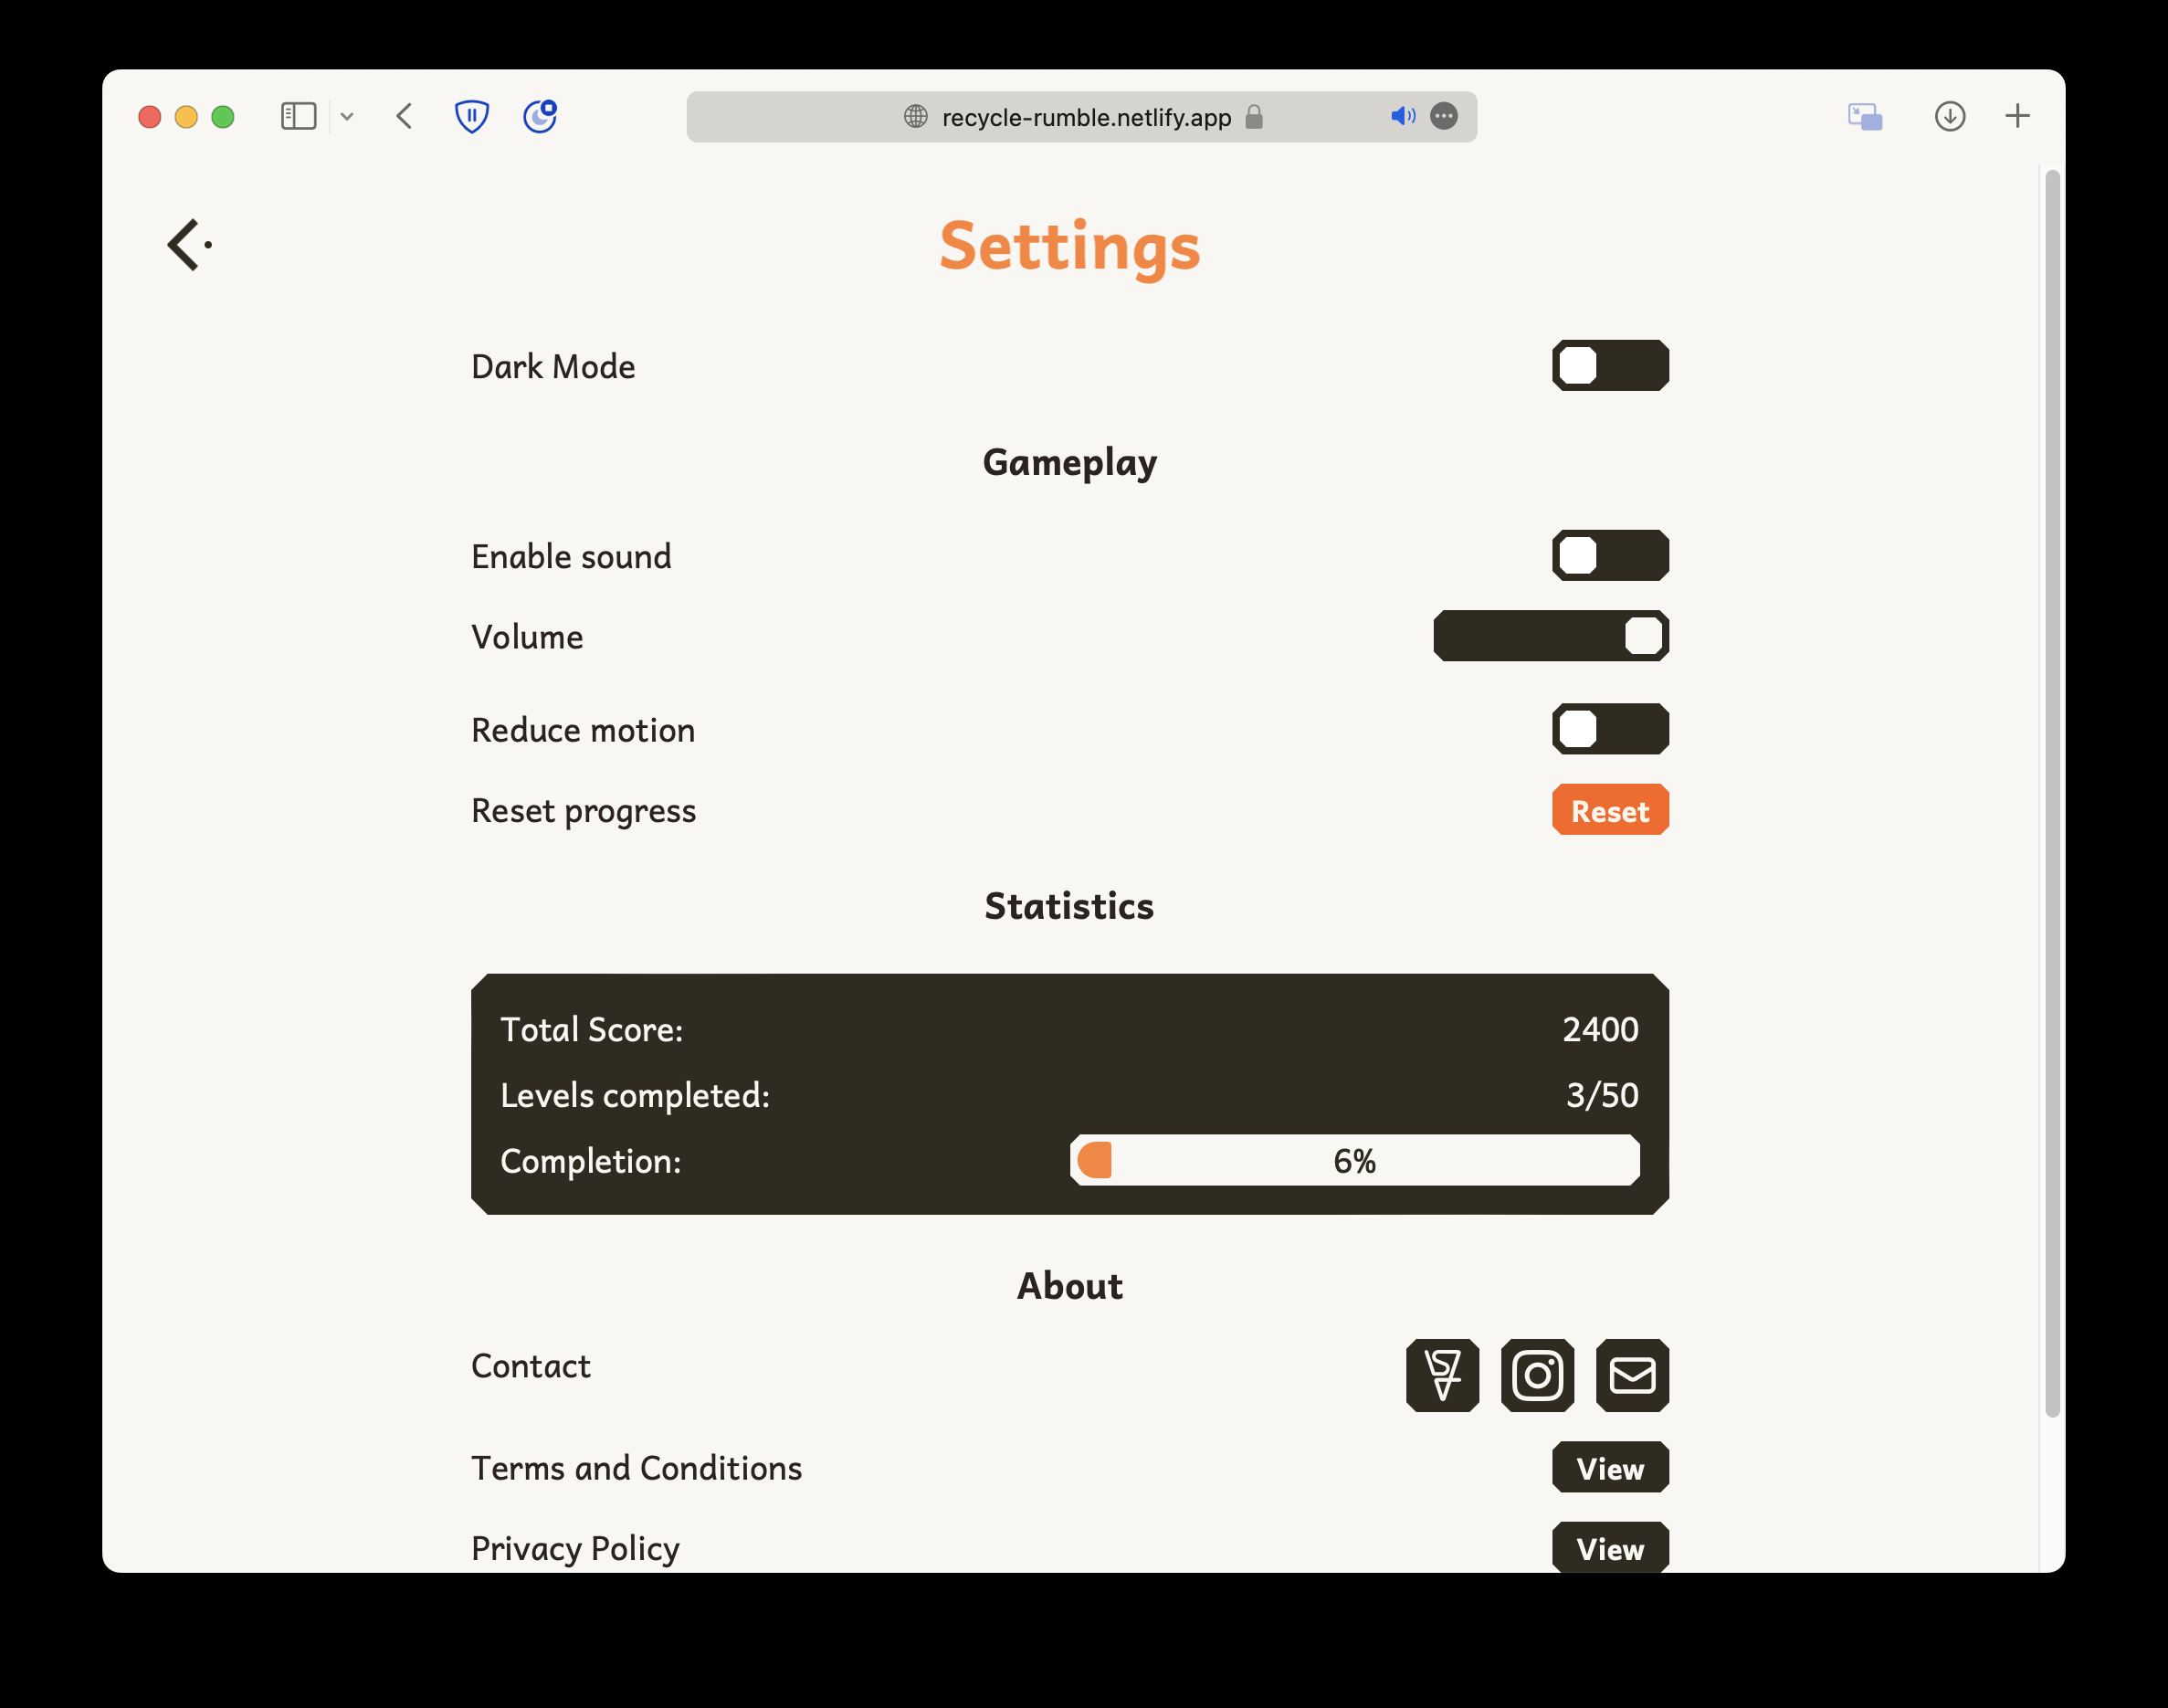 recycle-rumble.netlify.app
Settings
Dark Mode
Gameplay
Enable sound
Volume
Reduce motion
Reset progress Reset
Statistics
Total Score: 2400
Levels completed: 3/50
Completion: 6%
About
Contact
Terms and Conditions View
Privacy Policy View